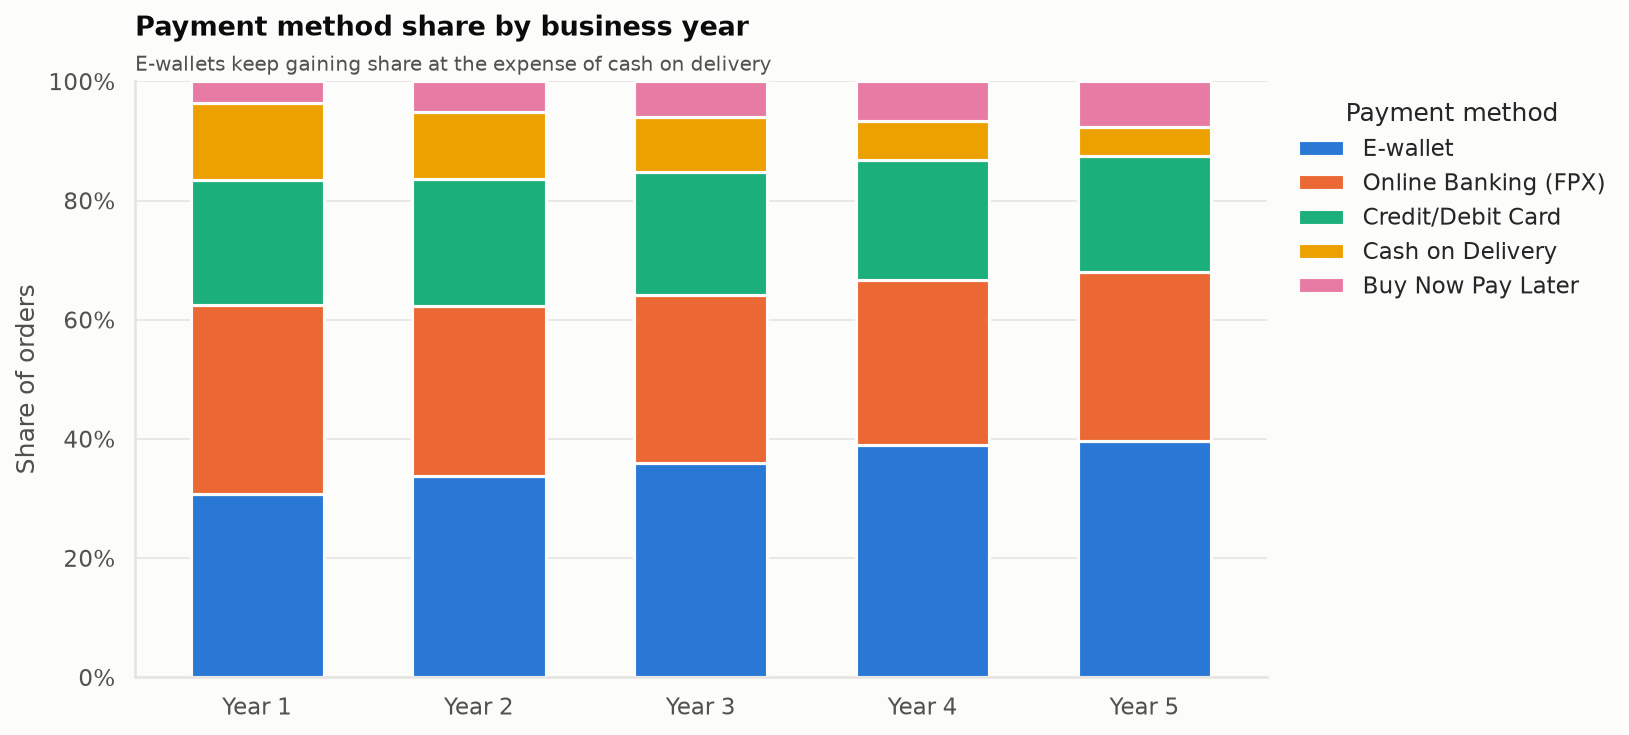 Payment method share by business year
E-wallets keep gaining share at the expense of cash on delivery
100%
80%
60%
40%
20%
0%
Share of orders
Year 1
Year 2
Year 3
Year 4
Year 5
Payment method
E-wallet
Online Banking (FPX)
Credit/Debit Card
Cash on Delivery
Buy Now Pay Later